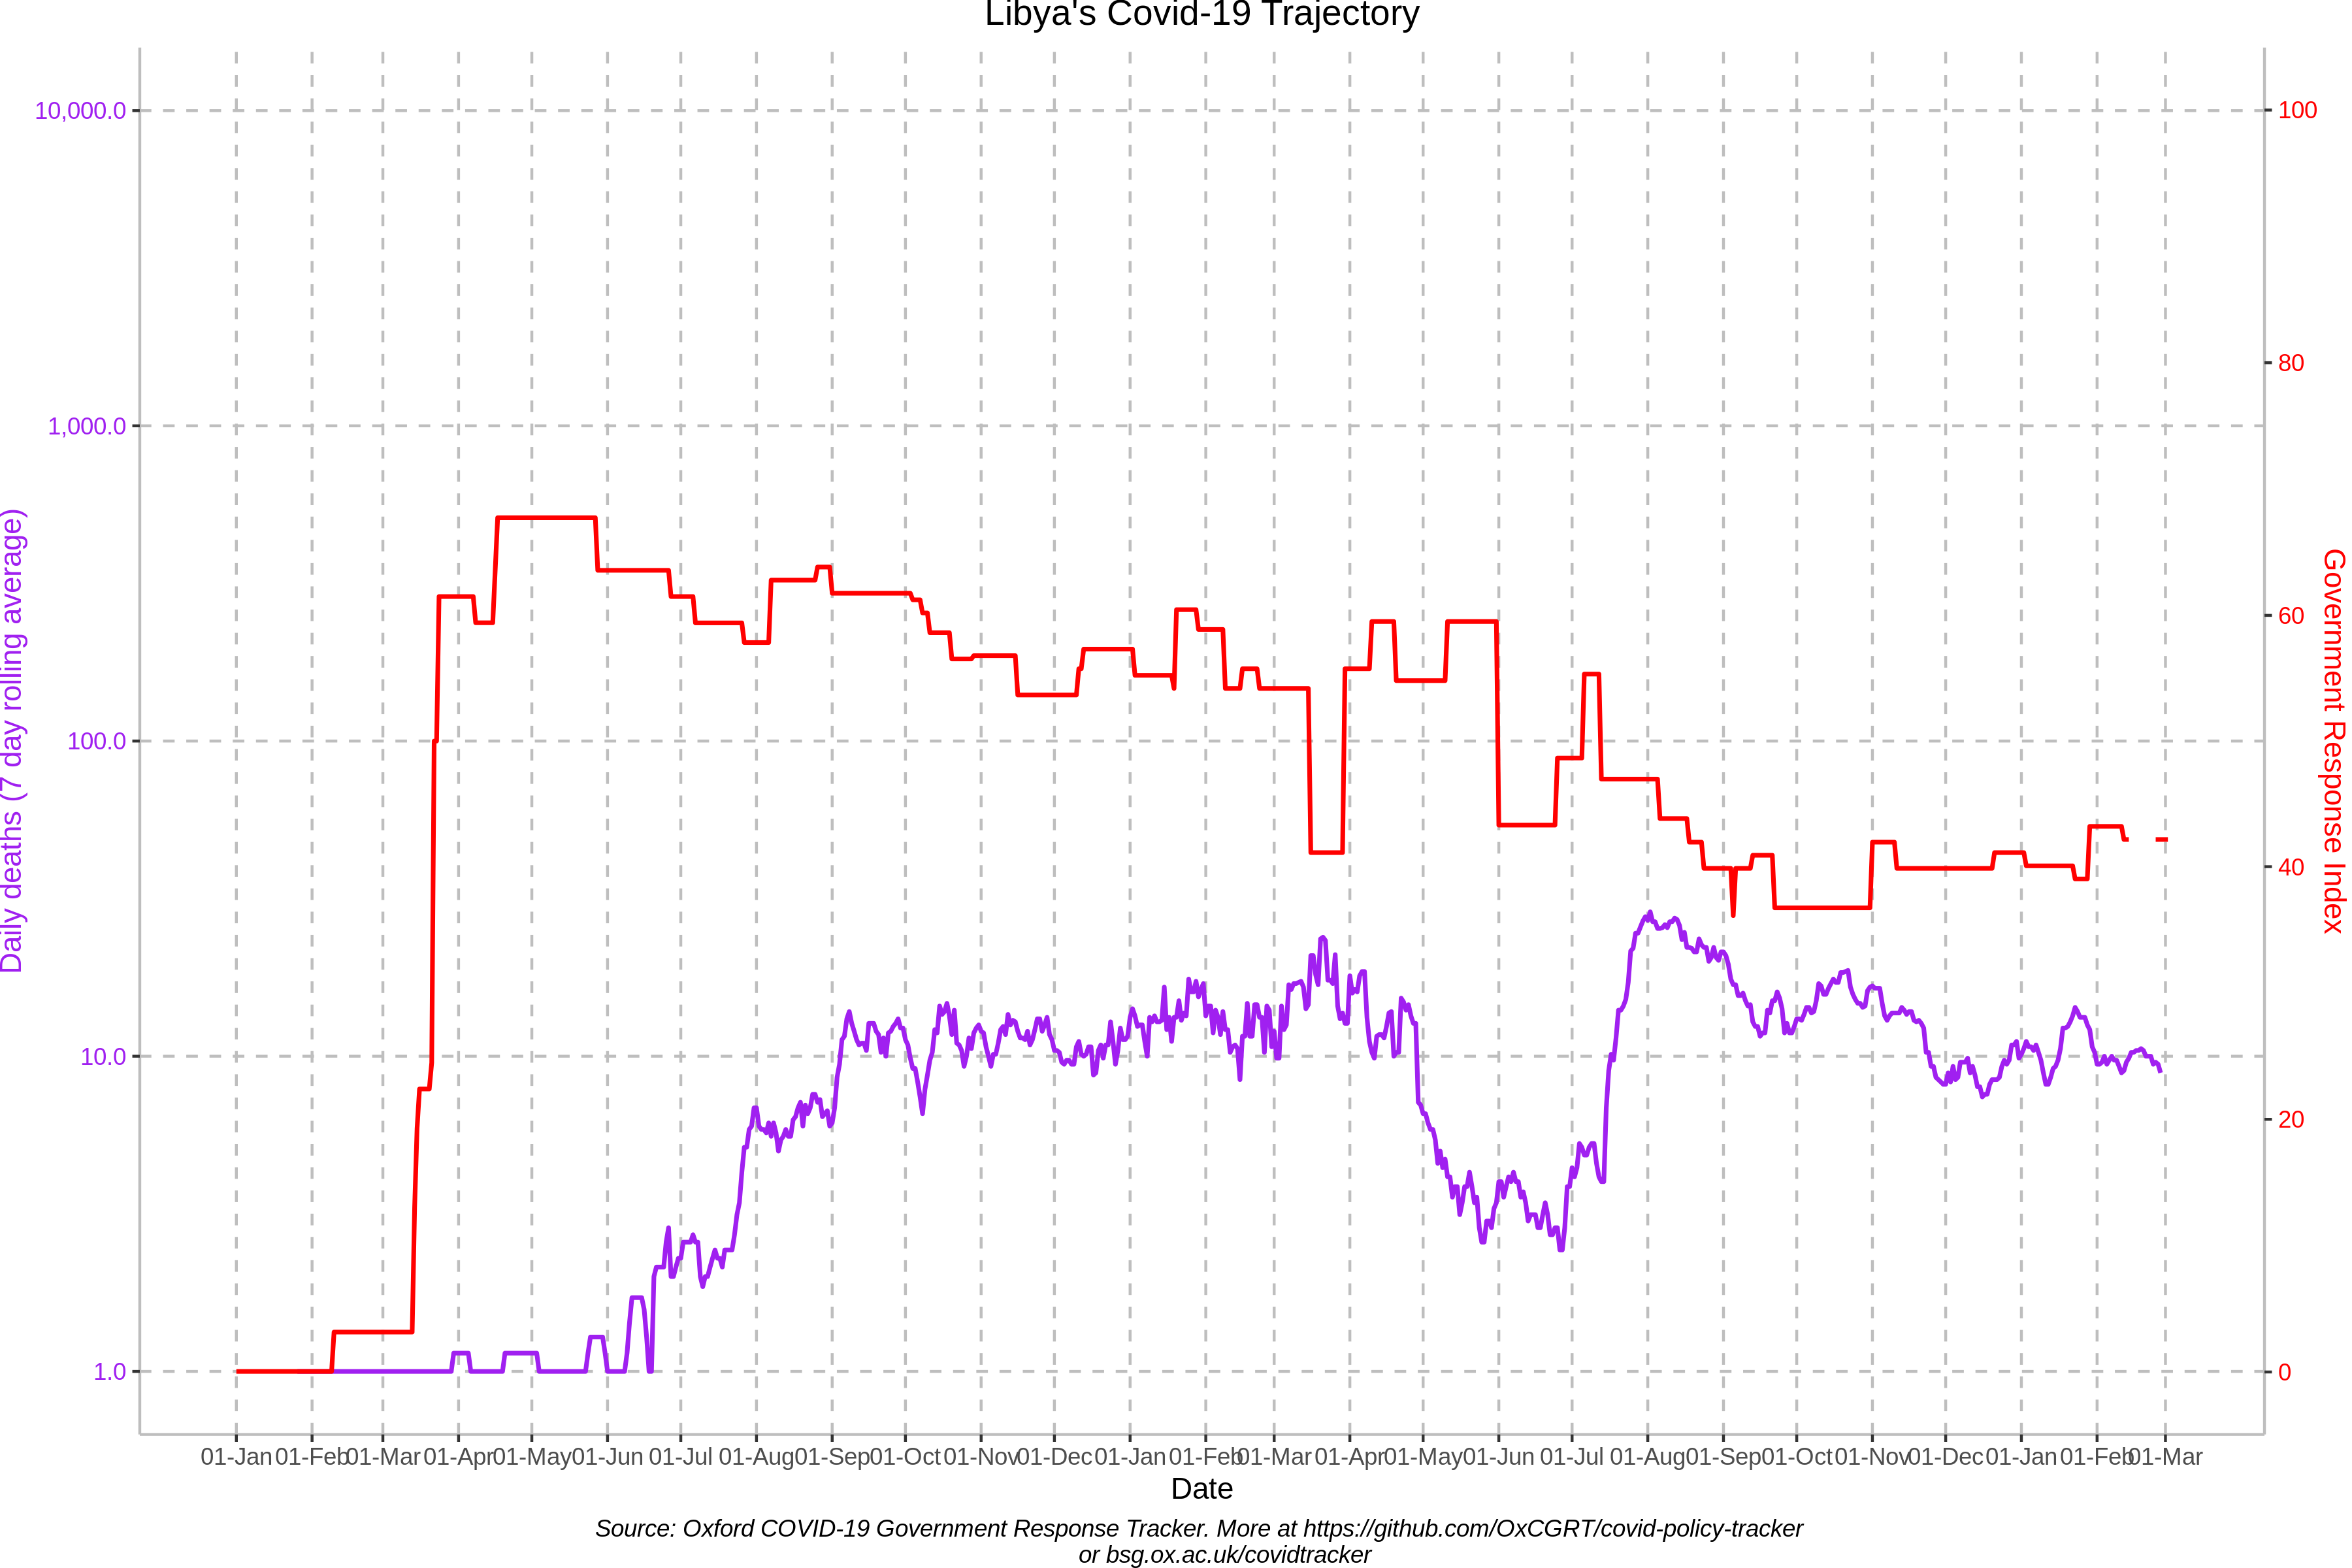 Libya's Covid-19 Trajectory
10,000.0
1,000.0
100.0
10.0
1.0
Daily deaths (7 day rolling average)
100
80
60
40
20
0
Government Response Index
01-Jan 01-Feb 01-Mar 01-Apr 01-May 01-Jun 01-Jul 01-Aug 01-Sep 01-Oct 01-Nov 01-Dec 01-Jan 01-Feb 01-Mar 01-Apr 01-May 01-Jun 01-Jul 01-Aug 01-Sep 01-Oct 01-Nov 01-Dec 01-Jan 01-Feb 01-Mar
Date
Source: Oxford COVID-19 Government Response Tracker. More at https://github.com/OxCGRT/covid-policy-tracker
or bsg.ox.ac.uk/covidtracker